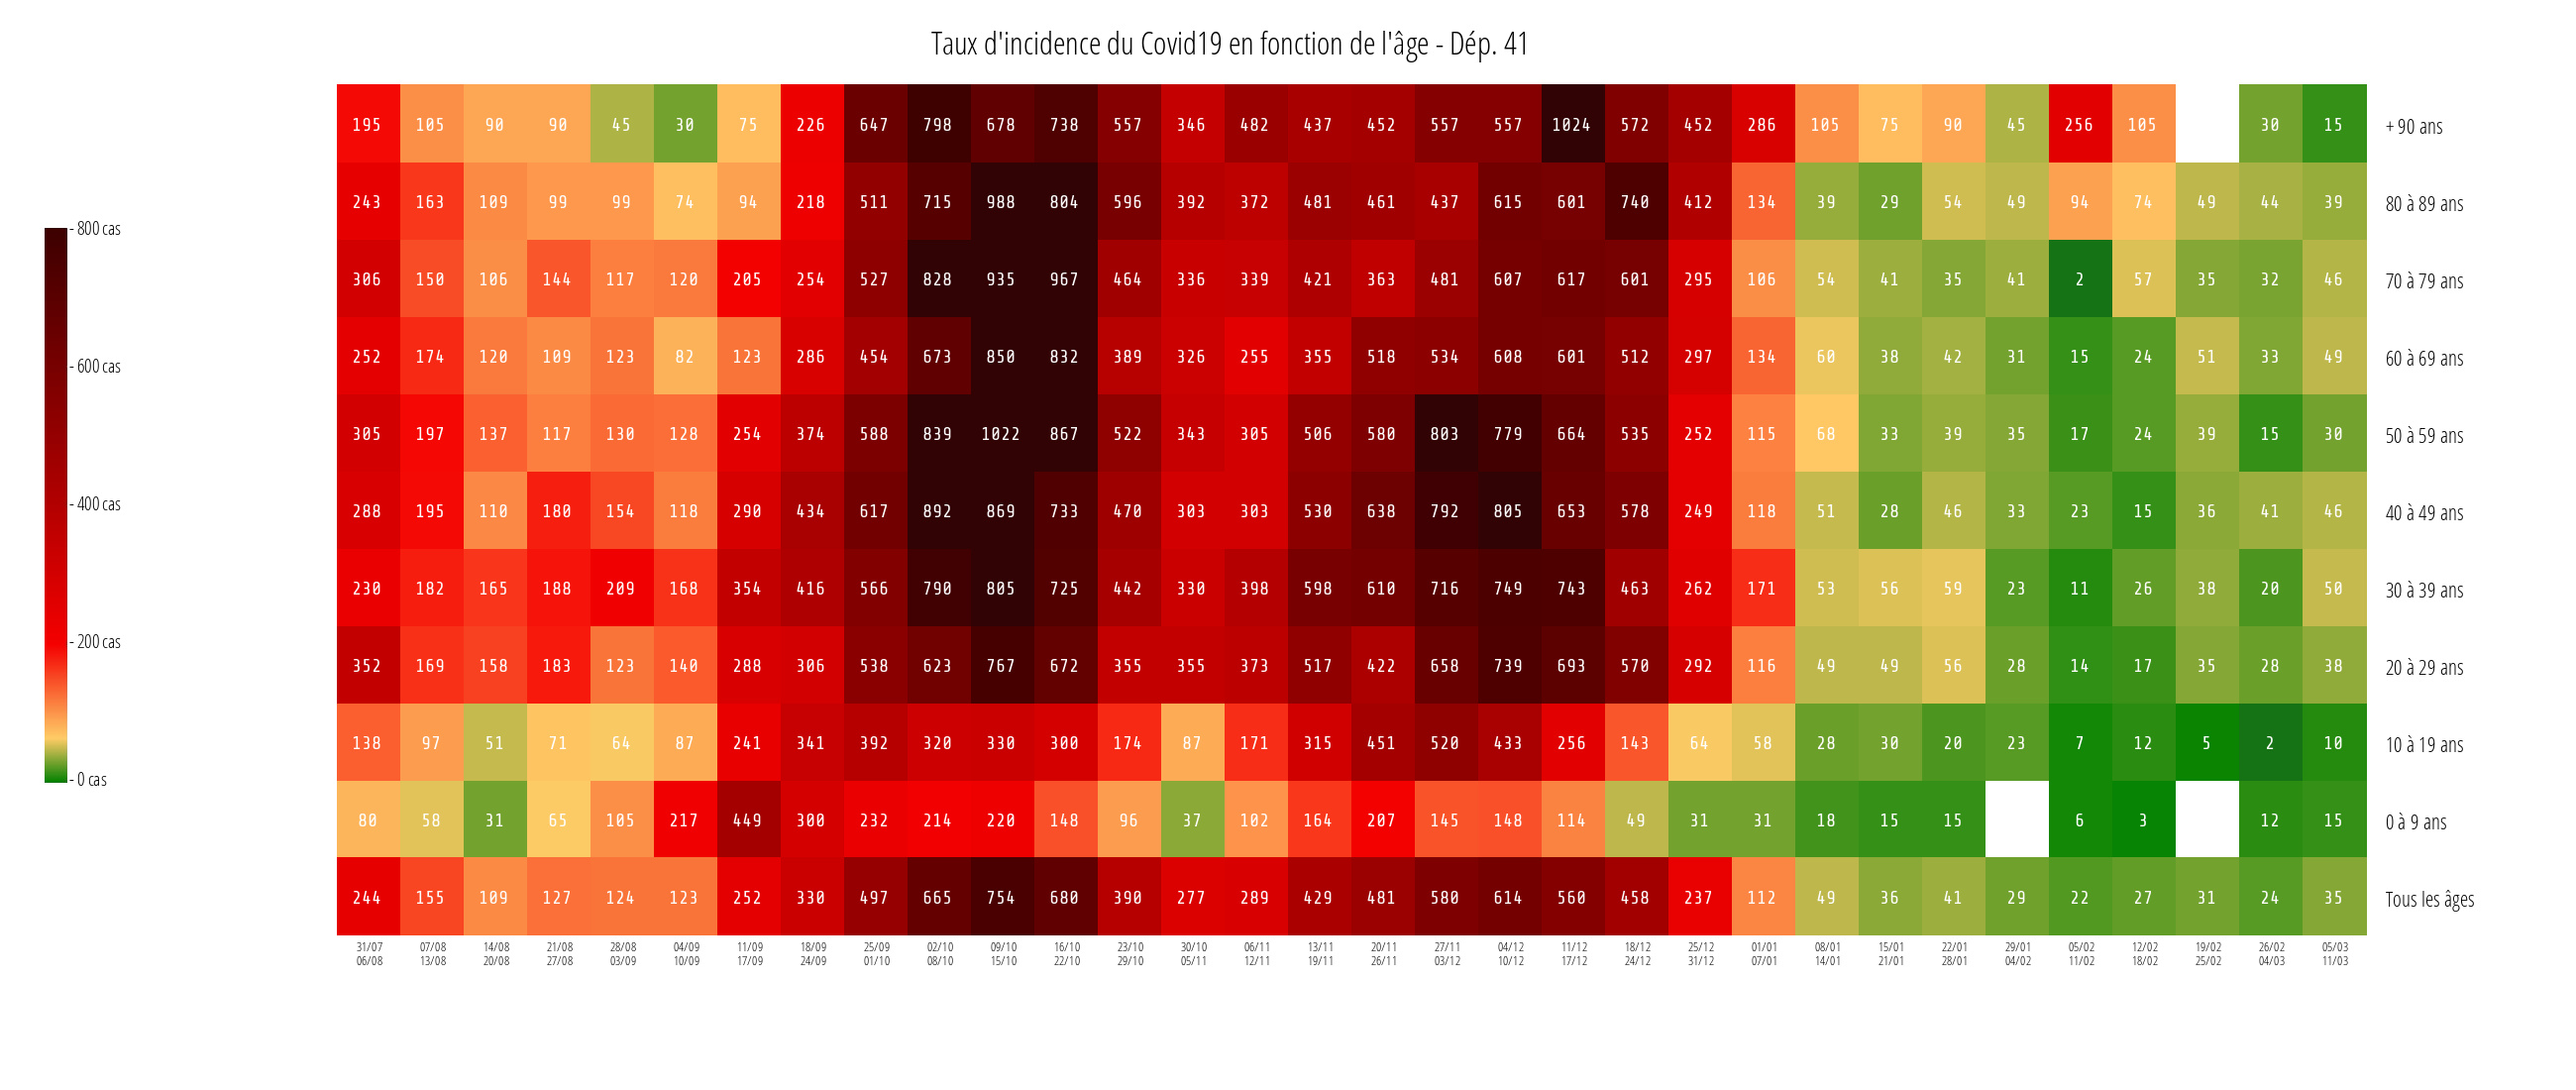 Taux d'incidence du Covid19 en fonction de l'âge - Dép. 41
195 105 90 90 45 30 75 226 647 798 678 738 557 346 482 437 452 557 557 1024 572 452 286 105 75 90 45 256 105 30 15 + 90 ans
243 163 109 99 99 74 94 218 511 715 988 804 596 392 372 481 461 437 615 601 740 412 134 39 29 54 49 94 74 49 44 39 80 à 89 ans
- 800 cas
306 150 106 144 117 120 205 254 527 828 935 967 464 336 339 421 363 481 607 617 601 295 106 54 41 35 41 2 57 35 32 46 70 à 79 ans
252 174 120 109 123 82 123 286 454 673 850 832 389 326 255 355 518 534 608 601 512 297 134 60 38 42 31 15 24 51 33 49 60 à 69 ans
- 600 cas
305 197 137 117 130 128 254 374 588 839 1022 867 522 343 305 506 580 803 779 664 535 252 115 68 33 39 35 17 24 39 15 30 50 à 59 ans
- 400 cas
288 195 110 180 154 118 290 434 617 892 869 733 470 303 303 530 638 792 805 653 578 249 118 51 28 46 33 23 15 36 41 46 40 à 49 ans
230 182 165 188 209 168 354 416 566 790 805 725 442 330 398 598 610 716 749 743 463 262 171 53 56 59 23 11 26 38 20 50 30 à 39 ans
- 200 cas
352 169 158 183 123 140 288 306 538 623 767 672 355 355 373 517 422 658 739 693 570 292 116 49 49 56 28 14 17 35 28 38 20 à 29 ans
138 97 51 71 64 87 241 341 392 320 330 300 174 87 171 315 451 520 433 256 143 64 58 28 30 20 23 7 12 5 2 10 10 à 19 ans
- 0 cas
80 58 31 65 105 217 449 300 232 214 220 148 96 37 102 164 207 145 148 114 49 31 31 18 15 15 6 3 12 15 0 à 9 ans
244 155 109 127 124 123 252 330 497 665 754 680 390 277 289 429 481 580 614 560 458 237 112 49 36 41 29 22 27 31 24 35 Tous les âges
31/07 07/08 14/08 21/08 28/08 04/09 11/09 18/09 25/09 02/10 09/10 16/10 23/10 30/10 06/11 13/11 20/11 27/11 04/12 11/12 18/12 25/12 01/01 08/01 15/01 22/01 29/01 05/02 12/02 19/02 26/02 05/03
06/08 13/08 20/08 27/08 03/09 10/09 17/09 24/09 01/10 08/10 15/10 22/10 29/10 05/11 12/11 19/11 26/11 03/12 10/12 17/12 24/12 31/12 07/01 14/01 21/01 28/01 04/02 11/02 18/02 25/02 04/03 11/03